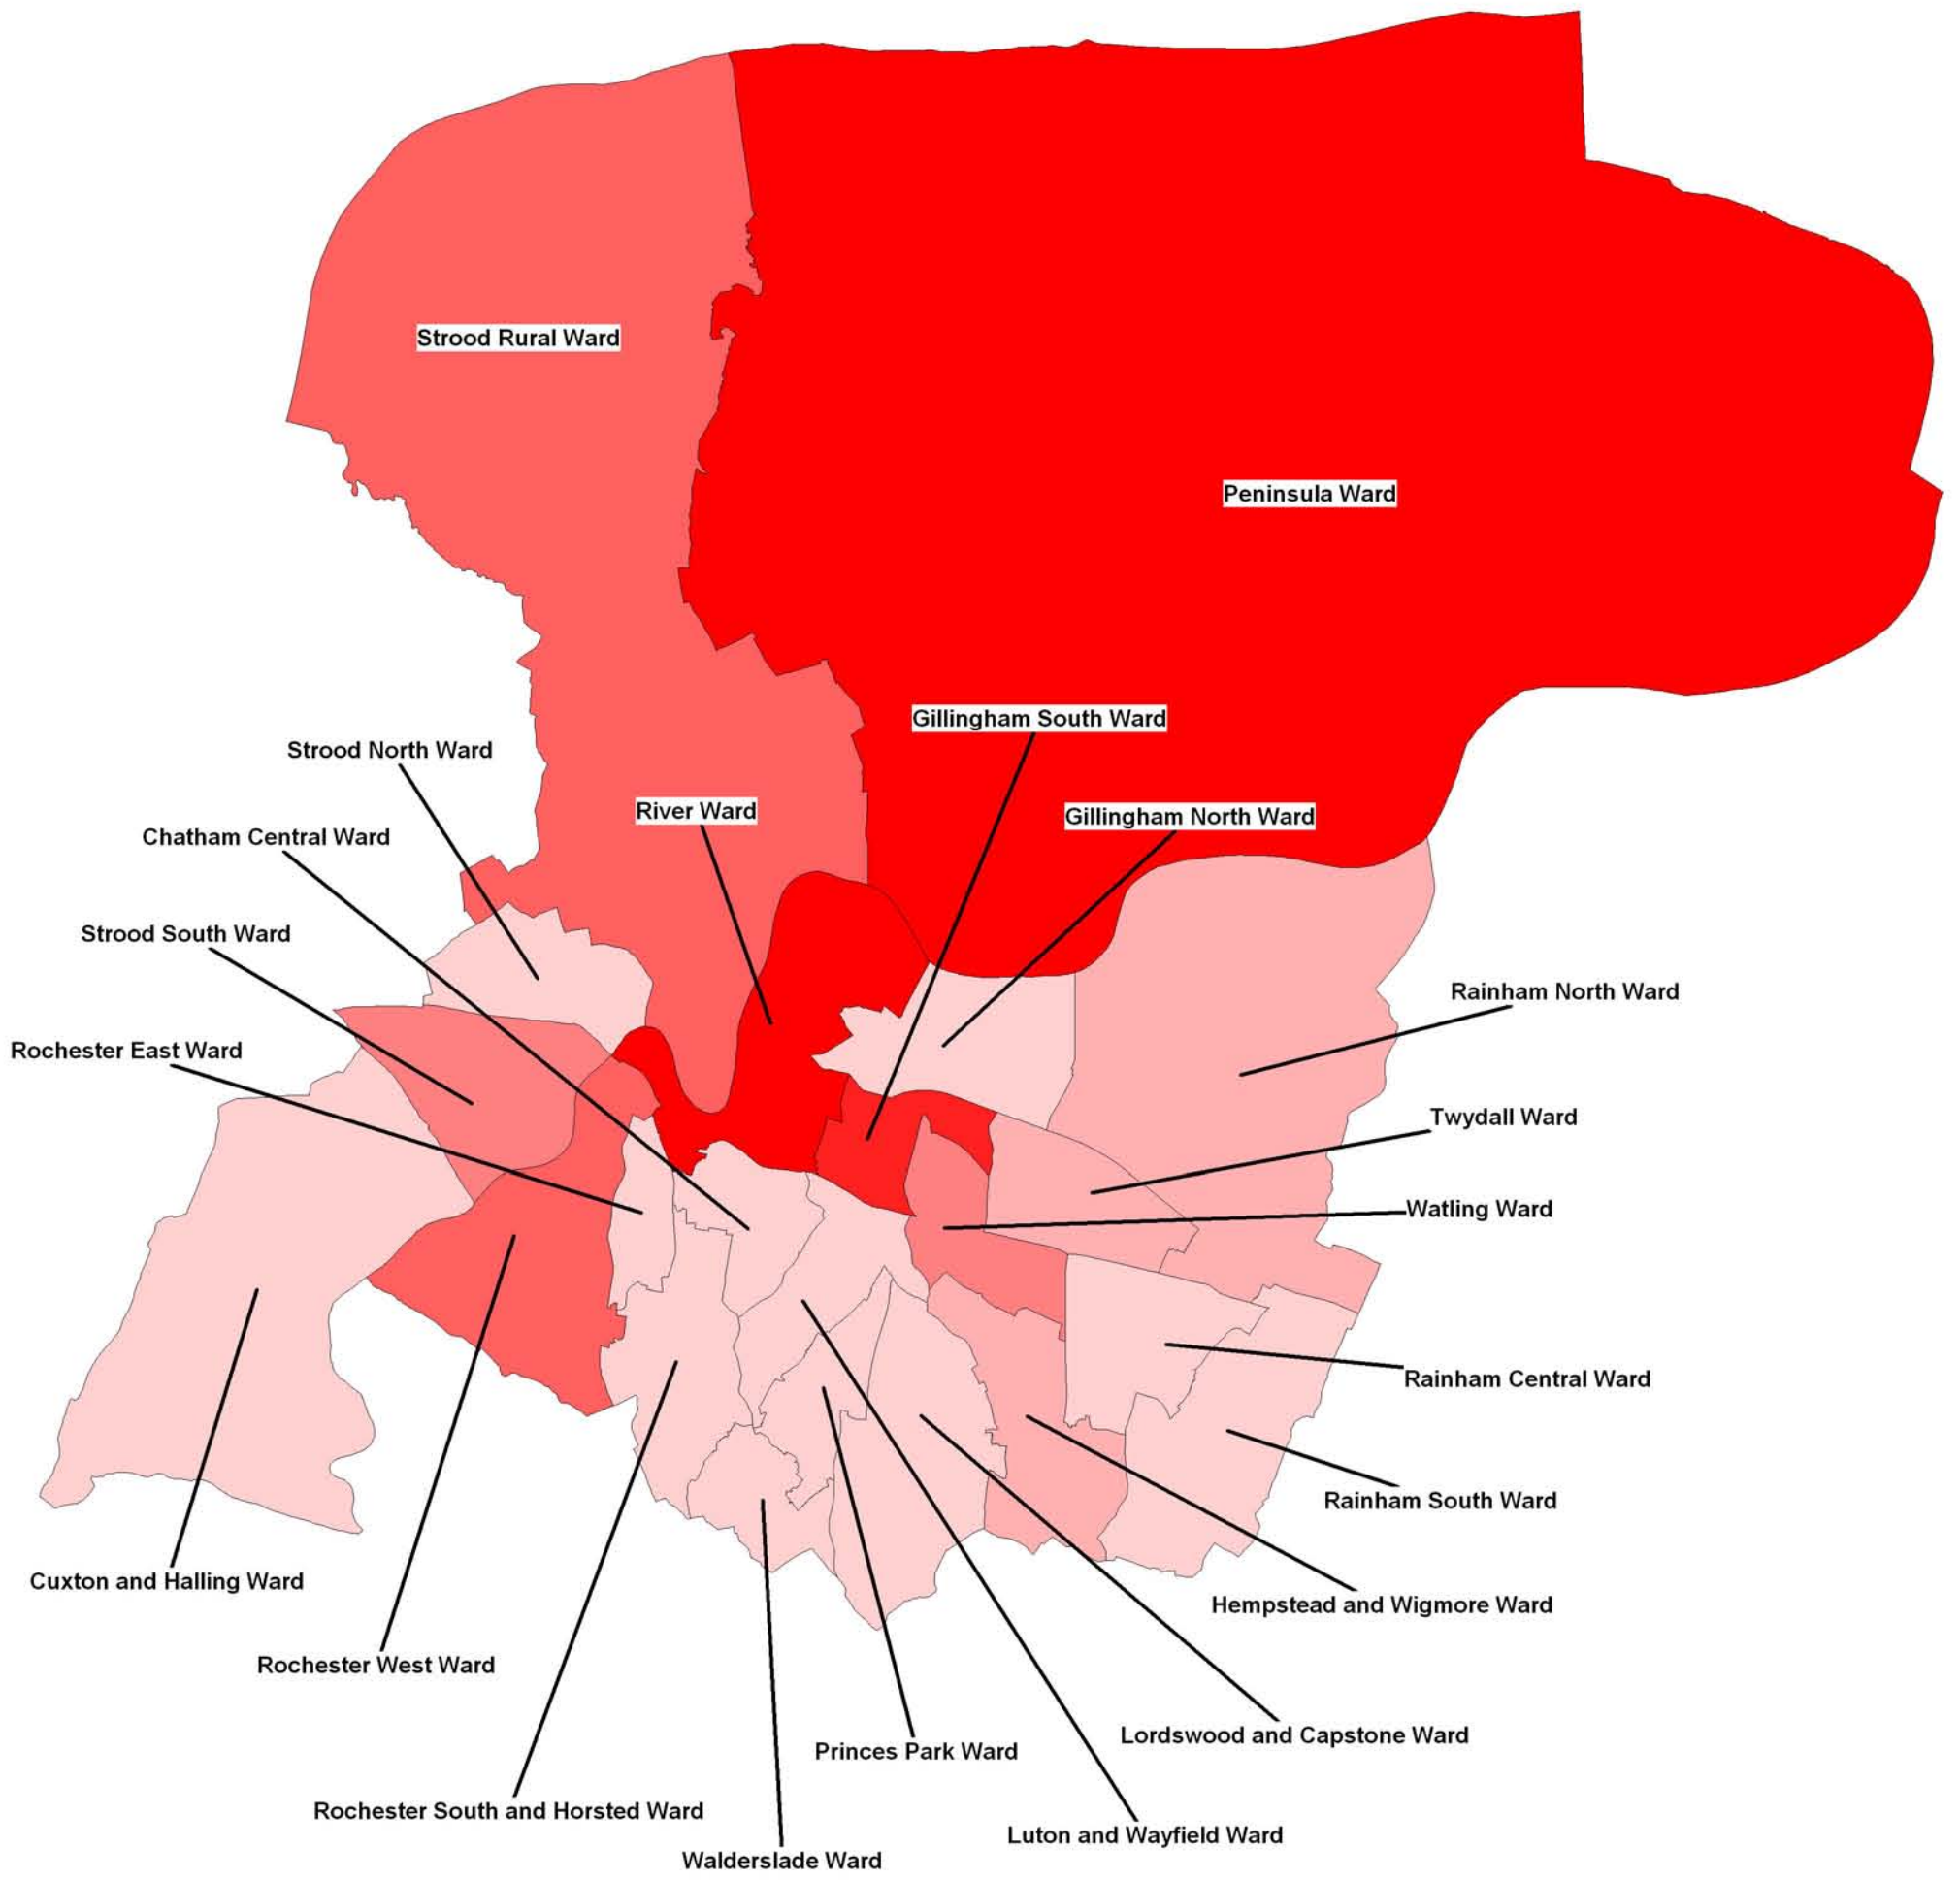 Strood Rural Ward
Peninsula Ward
Gillingham South Ward
Strood North Ward
River Ward
Gillingham North Ward
Chatham Central Ward
Strood South Ward
Rainham North Ward
Rochester East Ward
Twydall Ward
Watling Ward
Rainham Central Ward
Rainham South Ward
Cuxton and Halling Ward
Hempstead and Wigmore Ward
Rochester West Ward
Lordswood and Capstone Ward
Princes Park Ward
Rochester South and Horsted Ward
Luton and Wayfield Ward
Walderslade Ward